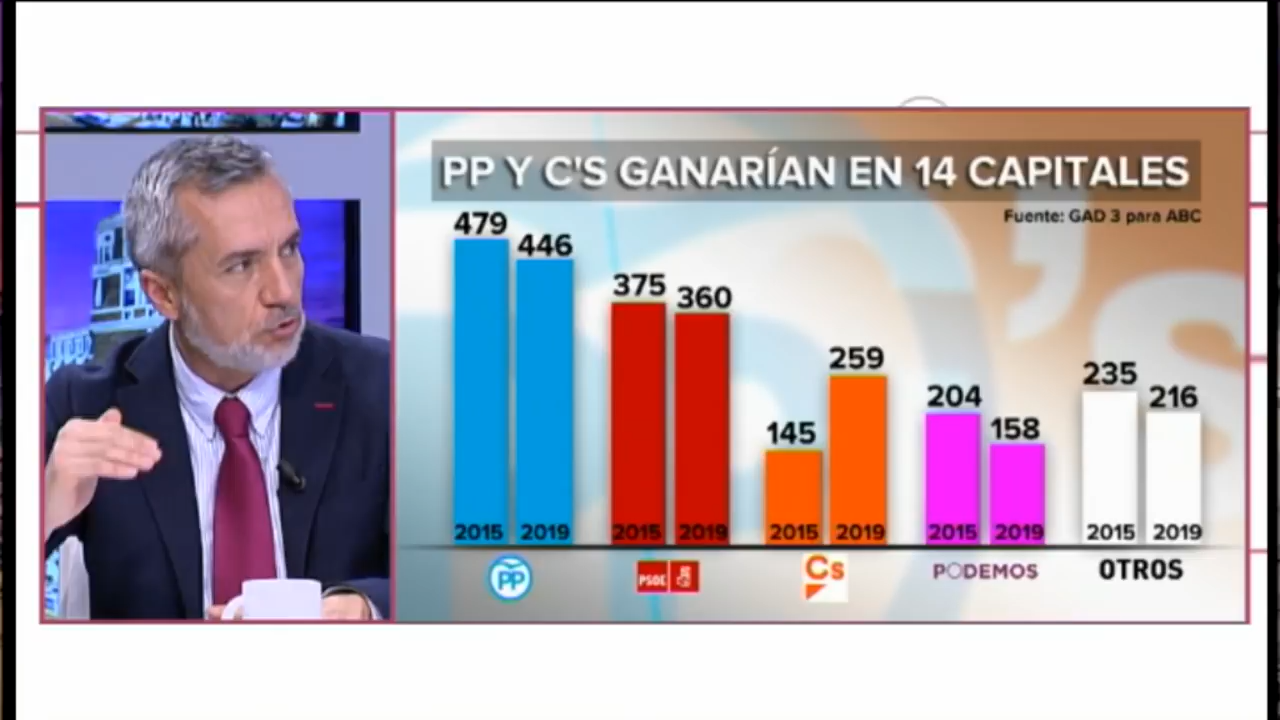 PP Y C'S GANARÍAN EN 14 CAPITALES
Fuente: GAD 3 para ABC
479
446
375
360
145
259
204
158
235
216
2015
2019
2015
2019
2015
2019
2015
2019
2015
2019
PP
PSOE
Cs
PODEMOS
OTROS
's